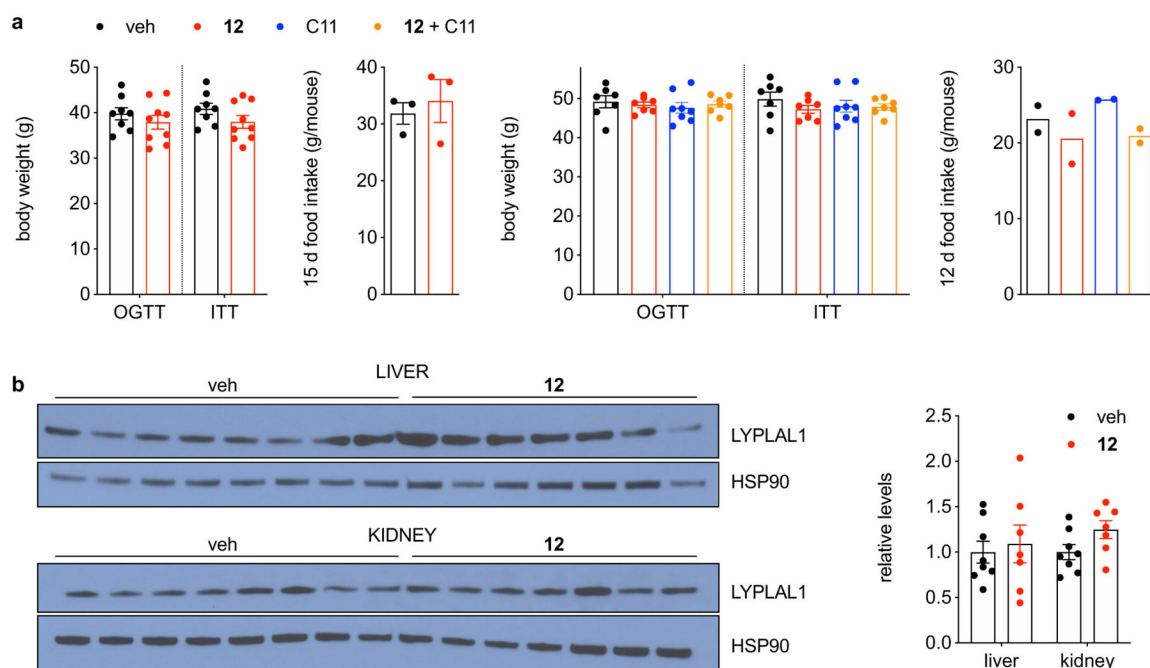 a
veh 12 C11 12 + C11
body weight (g)
50
40
30
20
10
0
OGTT ITT
15 d food intake (g/mouse)
40
30
20
10
0
body weight (g)
50
40
30
20
10
0
OGTT ITT
12 d food intake (g/mouse)
30
20
10
0
b
LIVER
veh 12
LYPLAL1
HSP90
KIDNEY
veh 12
LYPLAL1
HSP90
relative levels
2.5
2.0
1.5
1.0
0.5
0.0
veh
12
liver kidney